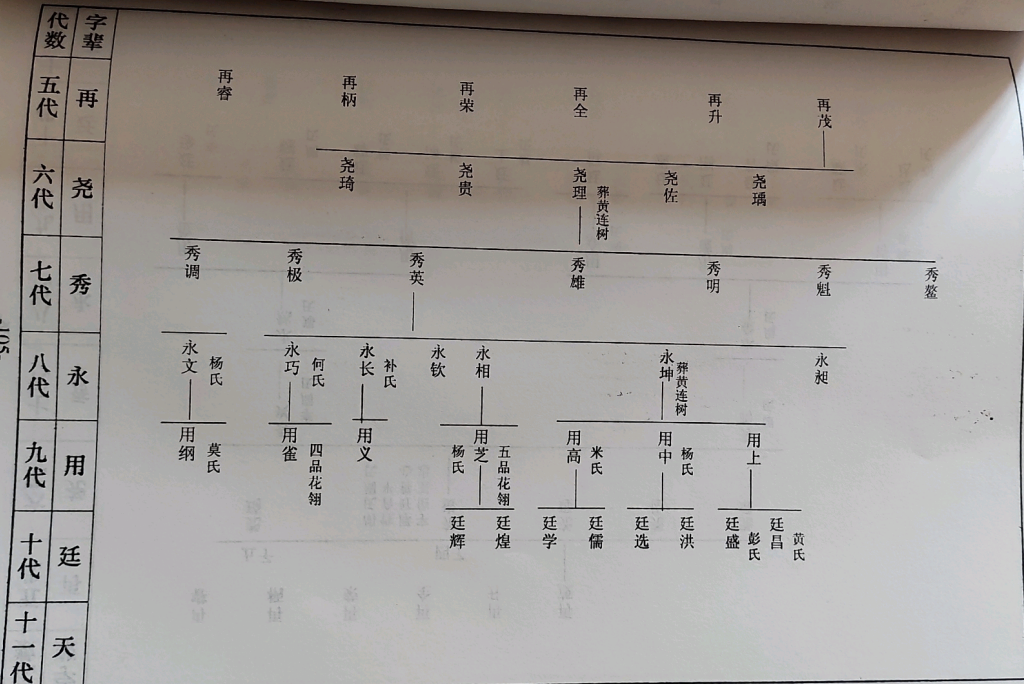 代数 字辈
五代 再 再睿 再柄 再荣 再全 再升 再茂
六代 尧 尧琦 尧贵 尧理 葬黄连树 尧佐 尧瑀
七代 秀 秀调 秀极 秀英 秀雄 秀明 秀魁 秀鳌
八代 永 永文 杨氏 永巧 何氏 永长 补氏 永钦 永相 永坤 葬黄连树 永昶
九代 用 用纲 莫氏 用雀 四品花翎 用义 杨氏 用芝 五品花翎 用高 米氏 用中 杨氏 用上
十代 廷 廷辉 廷煌 廷学 廷儒 廷选 廷洪 廷盛 彭氏 廷昌 黄氏
十一代 天